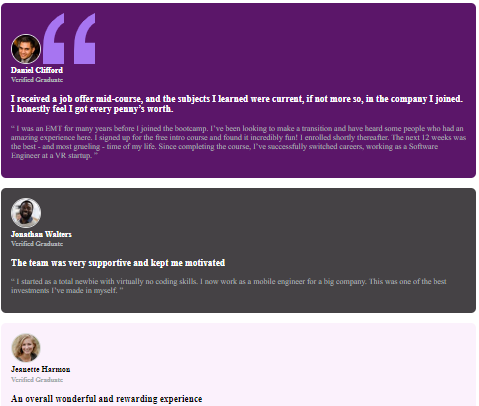 Daniel Clifford
Verified Graduate
I received a job offer mid-course, and the subjects I learned were current, if not more so, in the company I joined.
I honestly feel I got every penny’s worth.
“ I was an EMT for many years before I joined the bootcamp. I’ve been looking to make a transition and have heard some people who had an
amazing experience here. I signed up for the free intro course and found it incredibly fun! I enrolled shortly thereafter. The next 12 weeks
was the best - and most grueling - time of my life. Since completing the course, I’ve successfully switched careers, working as a Software
Engineer at a VR startup. ”
Jonathan Walters
Verified Graduate
The team was very supportive and kept me motivated
“ I started as a total newbie with virtually no coding skills. I now work as a mobile engineer for a big company. This was one of the best
investments I’ve made in myself. ”
Jeanette Harmon
Verified Graduate
An overall wonderful and rewarding experience